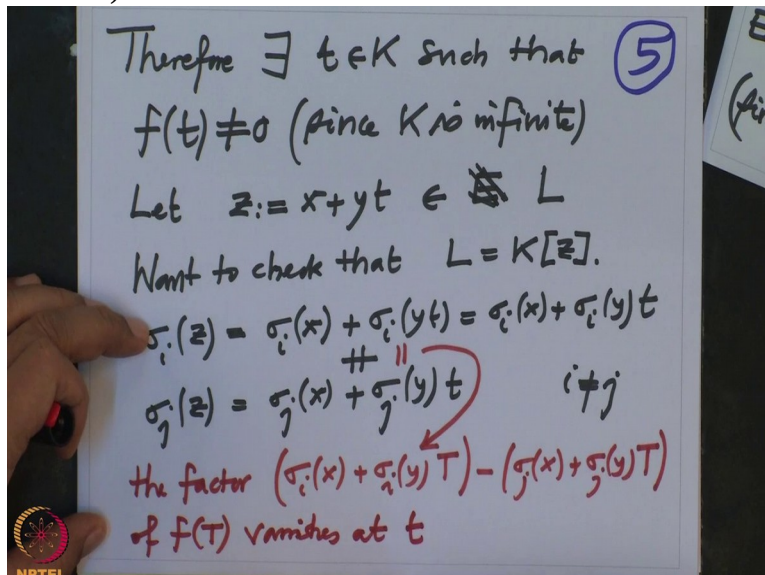 Therefore ∃ t∈K such that
⑤
f(t) ≠ 0 (since K is infinite)
Let z := x+yt ∈ L
Want to check that L = K[z].
σᵢ(z) = σᵢ(x) + σᵢ(yt) = σᵢ(x) + σᵢ(y)t
≠ =
σⱼ(z) = σⱼ(x) + σⱼ(y)t i≠j
the factor (σᵢ(x) + σᵢ(y)T) − (σⱼ(x) + σⱼ(y)T)
of f(T) vanishes at t
NPTEL